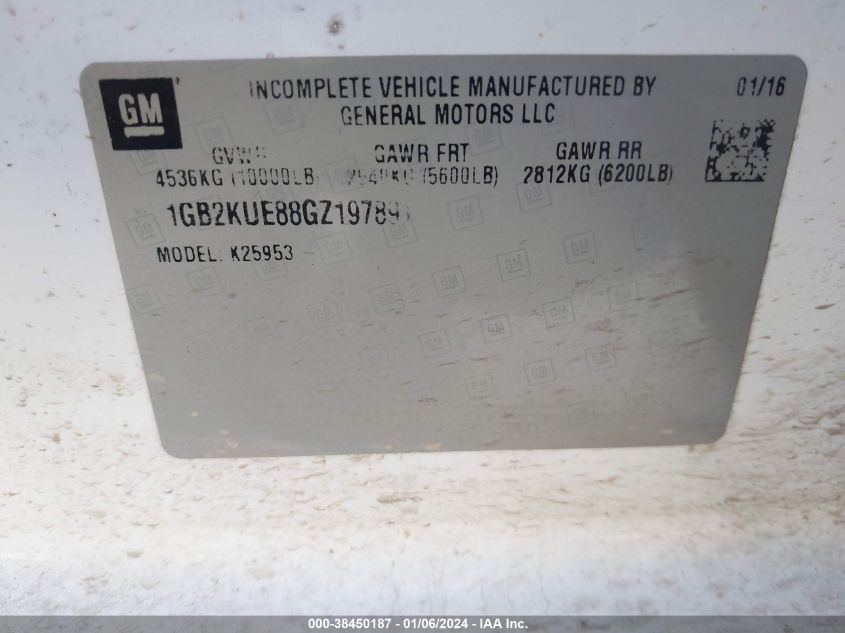 GM
INCOMPLETE VEHICLE MANUFACTURED BY
01/16
GENERAL MOTORS LLC
GAWR FRT
GAWR RR
4536KG (10000LB) (5600LB)
2812KG (6200LB)
MODEL: K25953
000-38450187 - 01/06/2024 - IAA Inc.